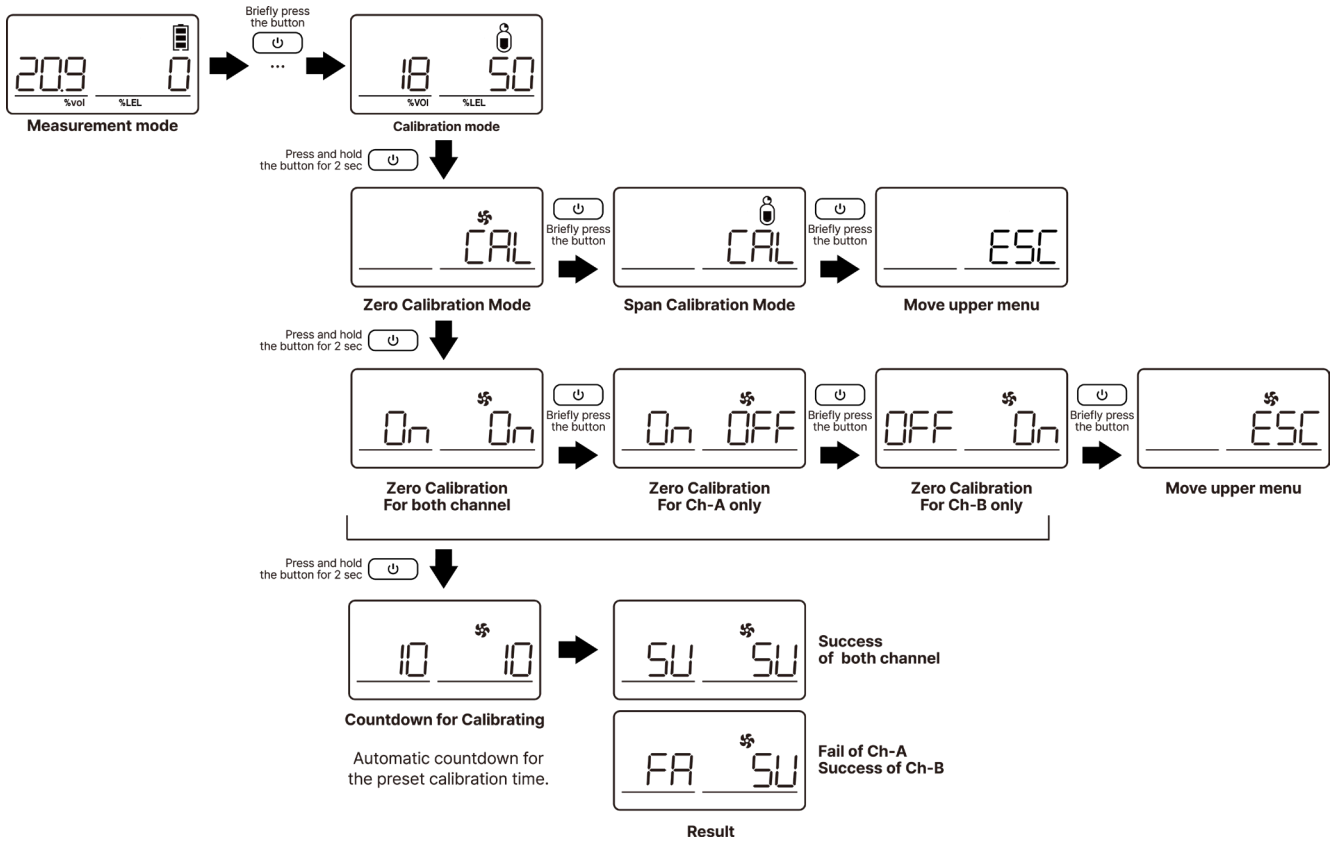 Briefly press
the button
...
20.9 0
%vol %LEL
Measurement mode
18 50
%VOl %LEL
Calibration mode
Press and hold
the button for 2 sec
CAL
Zero Calibration Mode
Briefly press
the button
CAL
Span Calibration Mode
Briefly press
the button
ESC
Move upper menu
Press and hold
the button for 2 sec
On On
Zero Calibration
For both channel
Briefly press
the button
On OFF
Zero Calibration
For Ch-A only
Briefly press
the button
OFF On
Zero Calibration
For Ch-B only
Briefly press
the button
ESC
Move upper menu
Press and hold
the button for 2 sec
10 10
Countdown for Calibrating
Automatic countdown for
the preset calibration time.
SU SU
Success
of both channel
FA SU
Fail of Ch-A
Success of Ch-B
Result